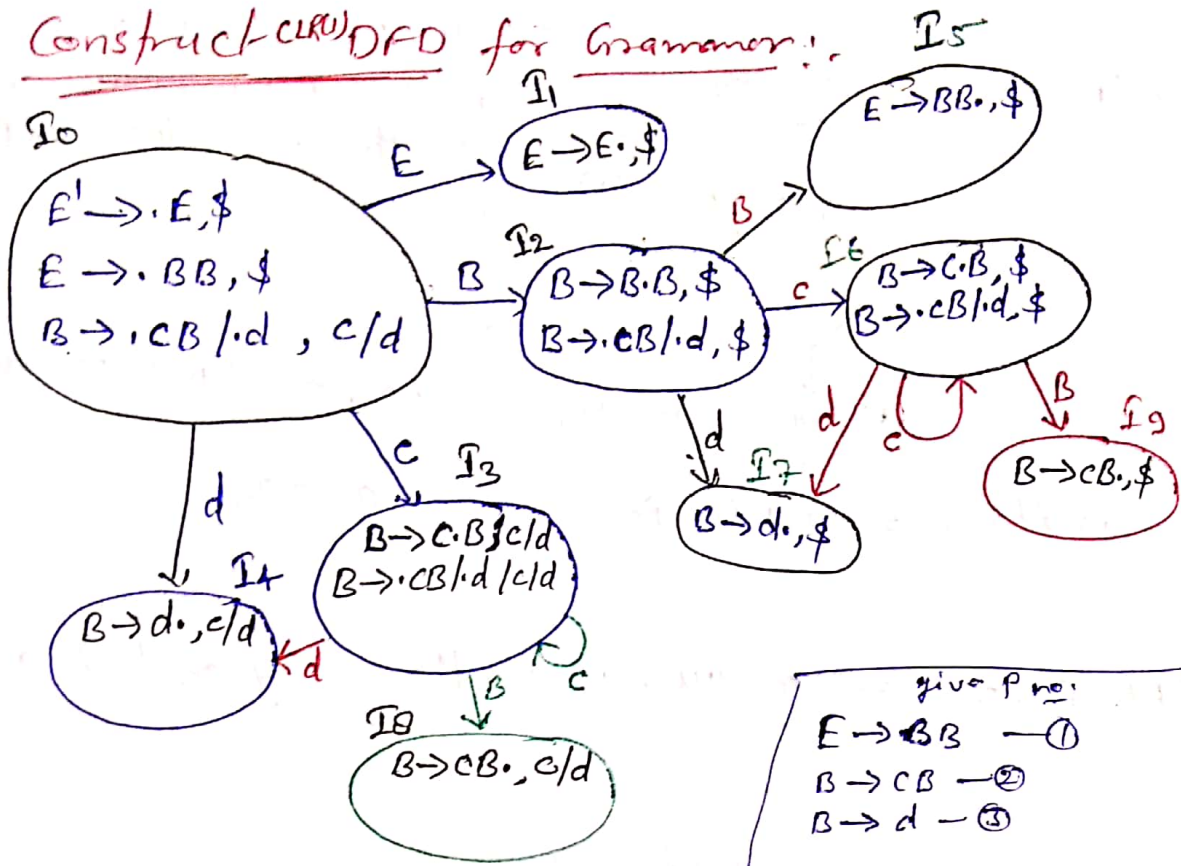 Construct CLR(1) DFD for Grammor:.
I0
E' → .E, $
E → .BB, $
B → .CB/.d , c/d
E
I1
E → E., $
B
I2
B → B.B, $
B → .CB/.d, $
B
I5
E → BB., $
c
I6
B → C.B, $
B → .CB/.d, $
d
I7
B → d., $
d
c
B
I9
B → CB., $
c
I3
B → C.B, c/d
B → .CB/.d/c/d
d
I4
B → d., c/d
d
c
B
I8
B → CB., c/d
give P no:
E → BB — ①
B → CB — ②
B → d — ③